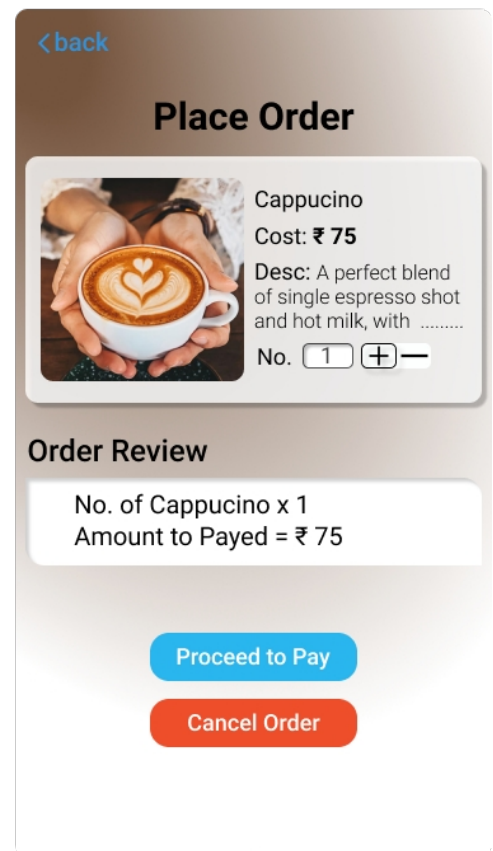 back
Place Order
Cappucino
Cost: ₹ 75
Desc: A perfect blend
of single espresso shot
and hot milk, with .........
No. 1 + −
Order Review
No. of Cappucino x 1
Amount to Payed = ₹ 75
Proceed to Pay
Cancel Order